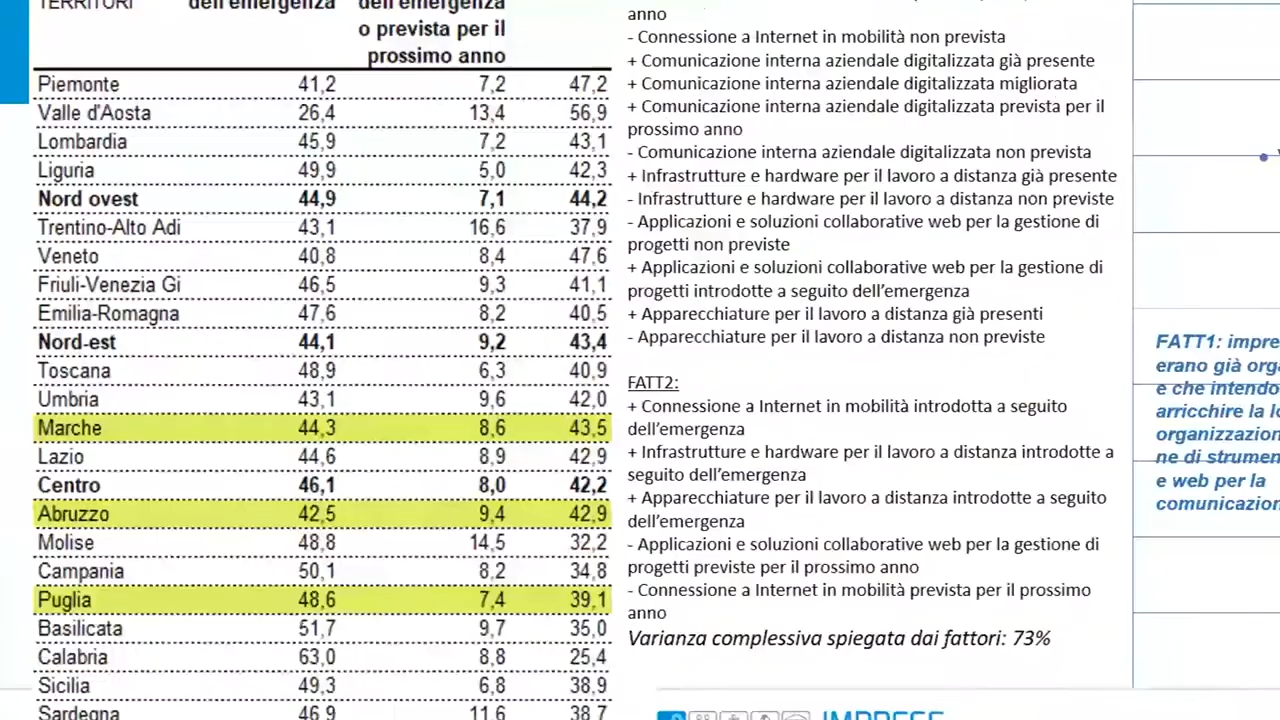 TERRITORI dell'emergenza dell'emergenza
o prevista per il
prossimo anno
Piemonte 41,2 7,2 47,2
Valle d'Aosta 26,4 13,4 56,9
Lombardia 45,9 7,2 43,1
Liguria 49,9 5,0 42,3
Nord ovest 44,9 7,1 44,2
Trentino-Alto Adi 43,1 16,6 37,9
Veneto 40,8 8,4 47,6
Friuli-Venezia Gi 46,5 9,3 41,1
Emilia-Romagna 47,6 8,2 40,5
Nord-est 44,1 9,2 43,4
Toscana 48,9 6,3 40,9
Umbria 43,1 9,6 42,0
Marche 44,3 8,6 43,5
Lazio 44,6 8,9 42,9
Centro 46,1 8,0 42,2
Abruzzo 42,5 9,4 42,9
Molise 48,8 14,5 32,2
Campania 50,1 8,2 34,8
Puglia 48,6 7,4 39,1
Basilicata 51,7 9,7 35,0
Calabria 63,0 8,8 25,4
Sicilia 49,3 6,8 38,9
Sardegna 46,9 11,6 38,7
anno
- Connessione a Internet in mobilità non prevista
+ Comunicazione interna aziendale digitalizzata già presente
+ Comunicazione interna aziendale digitalizzata migliorata
+ Comunicazione interna aziendale digitalizzata prevista per il
prossimo anno
- Comunicazione interna aziendale digitalizzata non prevista
+ Infrastrutture e hardware per il lavoro a distanza già presente
- Infrastrutture e hardware per il lavoro a distanza non previste
- Applicazioni e soluzioni collaborative web per la gestione di
progetti non previste
+ Applicazioni e soluzioni collaborative web per la gestione di
progetti introdotte a seguito dell'emergenza
+ Apparecchiature per il lavoro a distanza già presenti
- Apparecchiature per il lavoro a distanza non previste
FATT2:
+ Connessione a Internet in mobilità introdotta a seguito
dell'emergenza
+ Infrastrutture e hardware per il lavoro a distanza introdotte a
seguito dell'emergenza
+ Apparecchiature per il lavoro a distanza introdotte a seguito
dell'emergenza
- Applicazioni e soluzioni collaborative web per la gestione di
progetti previste per il prossimo anno
- Connessione a Internet in mobilità prevista per il prossimo
anno
Varianza complessiva spiegata dai fattori: 73%
FATT1: impre
erano già orga
e che intendo
arricchire la lo
organizzazion
ne di strumen
e web per la
comunicazion
IMPRESE